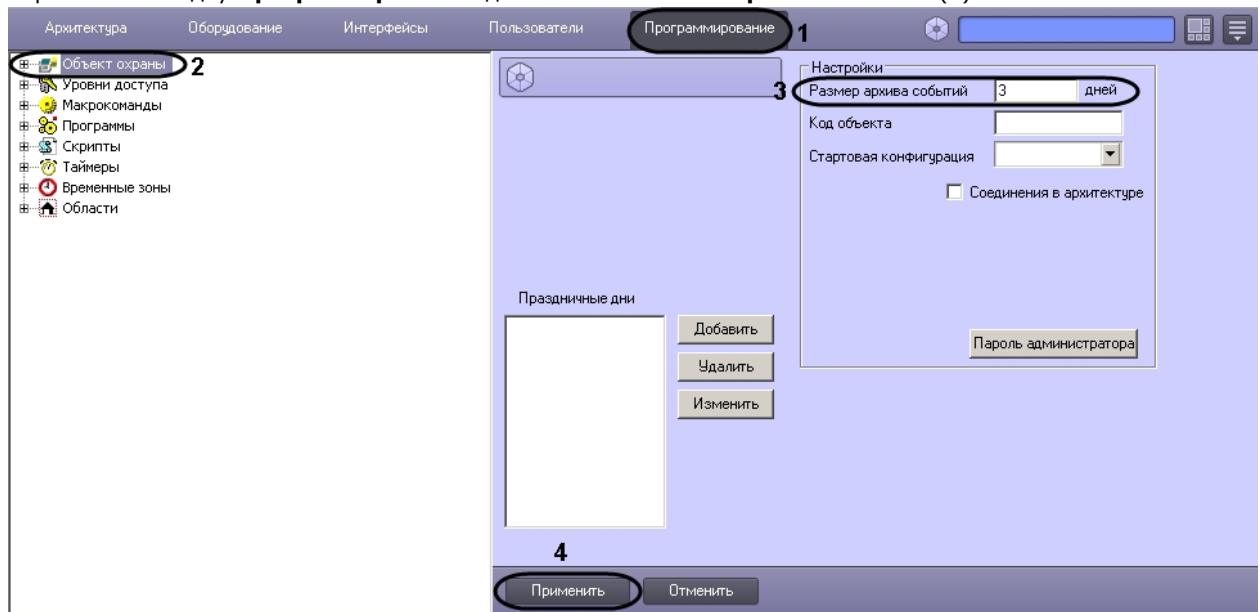 Архитектура Оборудование Интерфейсы Пользователи Программирование 1
Объект охраны 2
Уровни доступа
Макрокоманды
Программы
Скрипты
Таймеры
Временные зоны
Области
Настройки
3 Размер архива событий 3 дней
Код объекта
Стартовая конфигурация
Соединения в архитектуре
Пароль администратора
Праздничные дни
Добавить
Удалить
Изменить
4
Применить Отменить